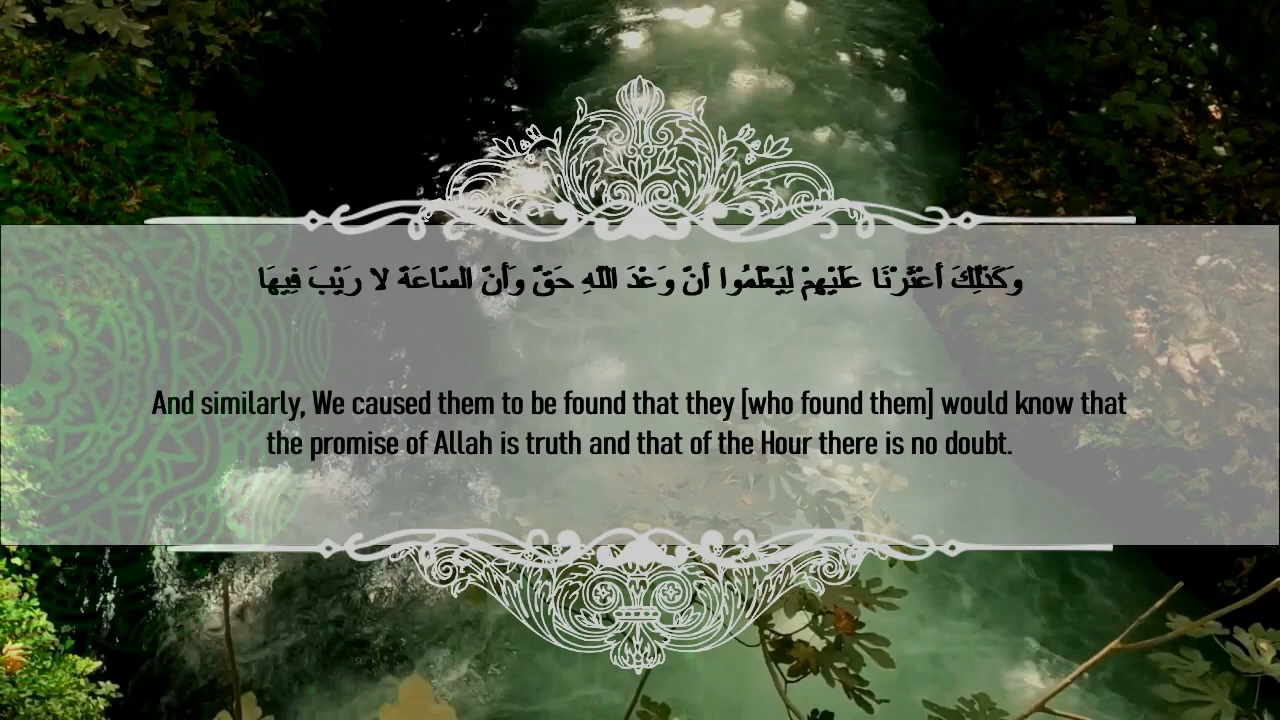 وَكَذَلِكَ أَعْثَرْنَا عَلَيْهِمْ لِيَعْلَمُوا أَنَّ وَعْدَ اللَّهِ حَقٌّ وَأَنَّ السَّاعَةَ لا رَيْبَ فِيهَا
And similarly, We caused them to be found that they [who found them] would know that
the promise of Allah is truth and that of the Hour there is no doubt.